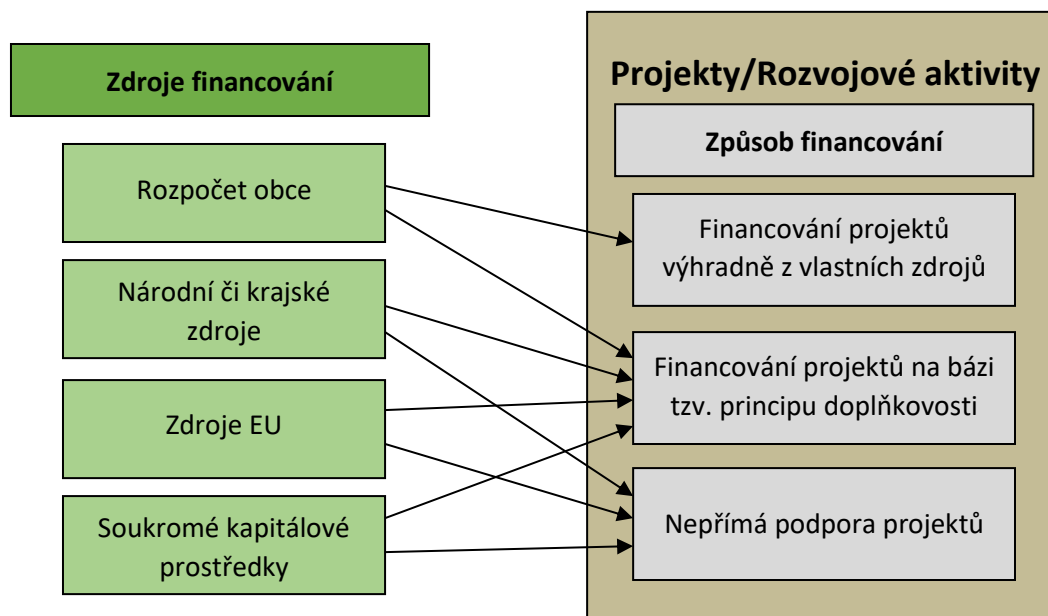 Zdroje financování
Rozpočet obce
Národní či krajské
zdroje
Zdroje EU
Soukromé kapitálové
prostředky
Projekty/Rozvojové aktivity
Způsob financování
Financování projektů
výhradně z vlastních zdrojů
Financování projektů na bázi
tzv. principu doplňkovosti
Nepřímá podpora projektů